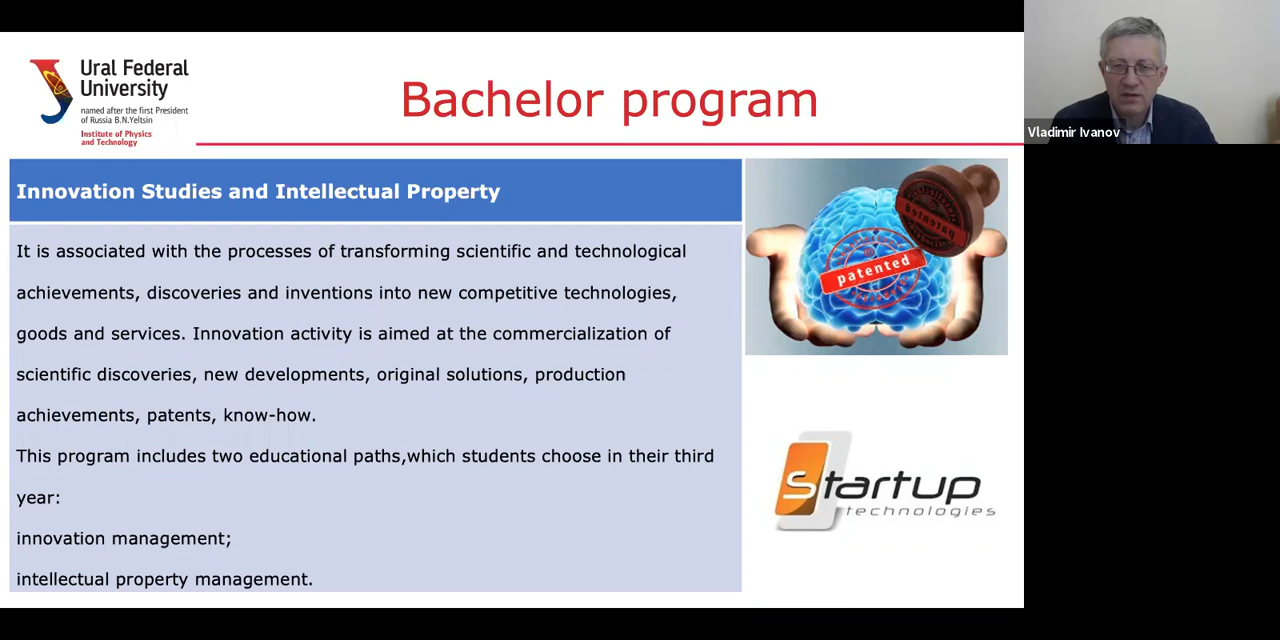 Ural Federal
University
named after the first President
of Russia B.N.Yeltsin
Institute of Physics
and Technology
Bachelor program
Vladimir Ivanov
Innovation Studies and Intellectual Property
It is associated with the processes of transforming scientific and technological
achievements, discoveries and inventions into new competitive technologies,
goods and services. Innovation activity is aimed at the commercialization of
scientific discoveries, new developments, original solutions, production
achievements, patents, know-how.
This program includes two educational paths,which students choose in their third
year:
innovation management;
intellectual property management.
patented
patented
startup
technologies